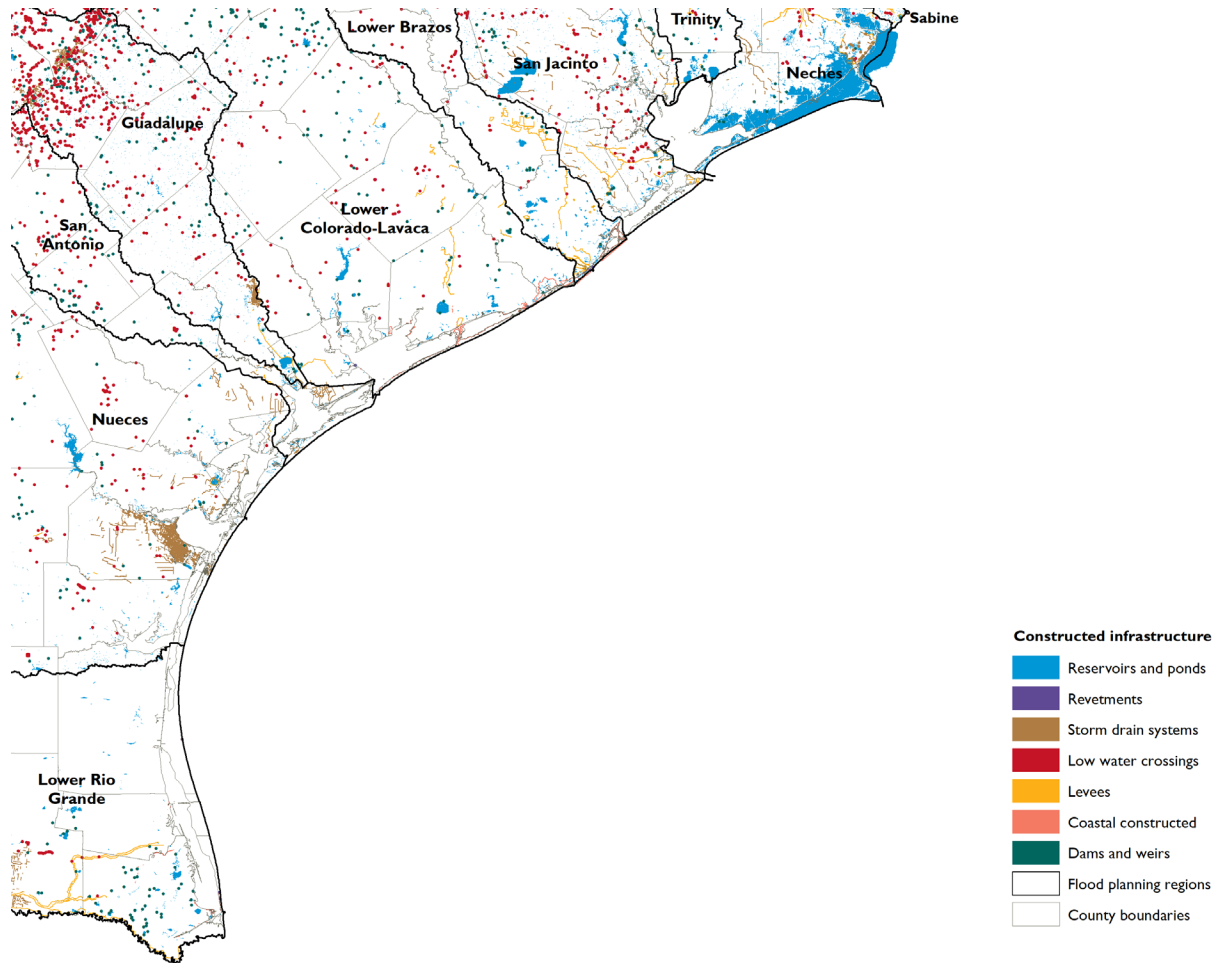 Lower Brazos
Trinity
Sabine
San Jacinto
Neches
Guadalupe
Lower
Colorado-Lavaca
San
Antonio
Nueces
Lower Rio
Grande
Constructed infrastructure
Reservoirs and ponds
Revetments
Storm drain systems
Low water crossings
Levees
Coastal constructed
Dams and weirs
Flood planning regions
County boundaries